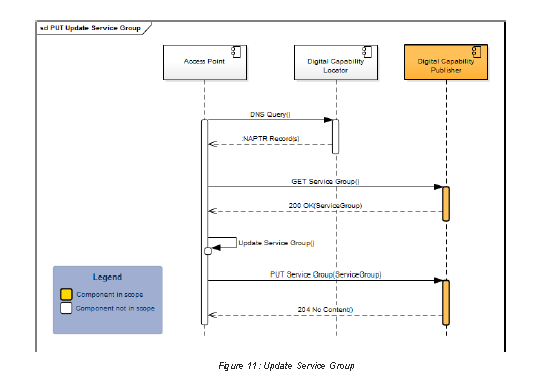 sd PUT Update Service Group
Access Point
Digital Capability
Locator
Digital Capability
Publisher
DNS Query()
:NAPTR Record(s)
GET Service Group()
200 OK(ServiceGroup)
Update Service Group()
PUT Service Group(ServiceGroup)
204 No Content()
Legend
Component in scope
Component not in scope
Figure 11: Update Service Group